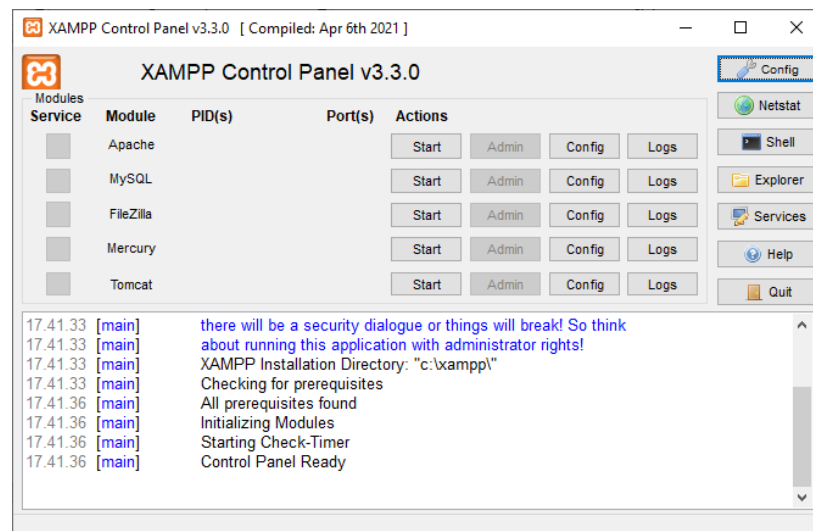 XAMPP Control Panel v3.3.0 [ Compiled: Apr 6th 2021 ]
XAMPP Control Panel v3.3.0
Config
Netstat
Shell
Explorer
Services
Help
Quit
Modules
Service Module PID(s) Port(s) Actions
Apache Start Admin Config Logs
MySQL Start Admin Config Logs
FileZilla Start Admin Config Logs
Mercury Start Admin Config Logs
Tomcat Start Admin Config Logs
17.41.33 [main] there will be a security dialogue or things will break! So think
17.41.33 [main] about running this application with administrator rights!
17.41.33 [main] XAMPP Installation Directory: "c:\xampp\"
17.41.33 [main] Checking for prerequisites
17.41.36 [main] All prerequisites found
17.41.36 [main] Initializing Modules
17.41.36 [main] Starting Check-Timer
17.41.36 [main] Control Panel Ready